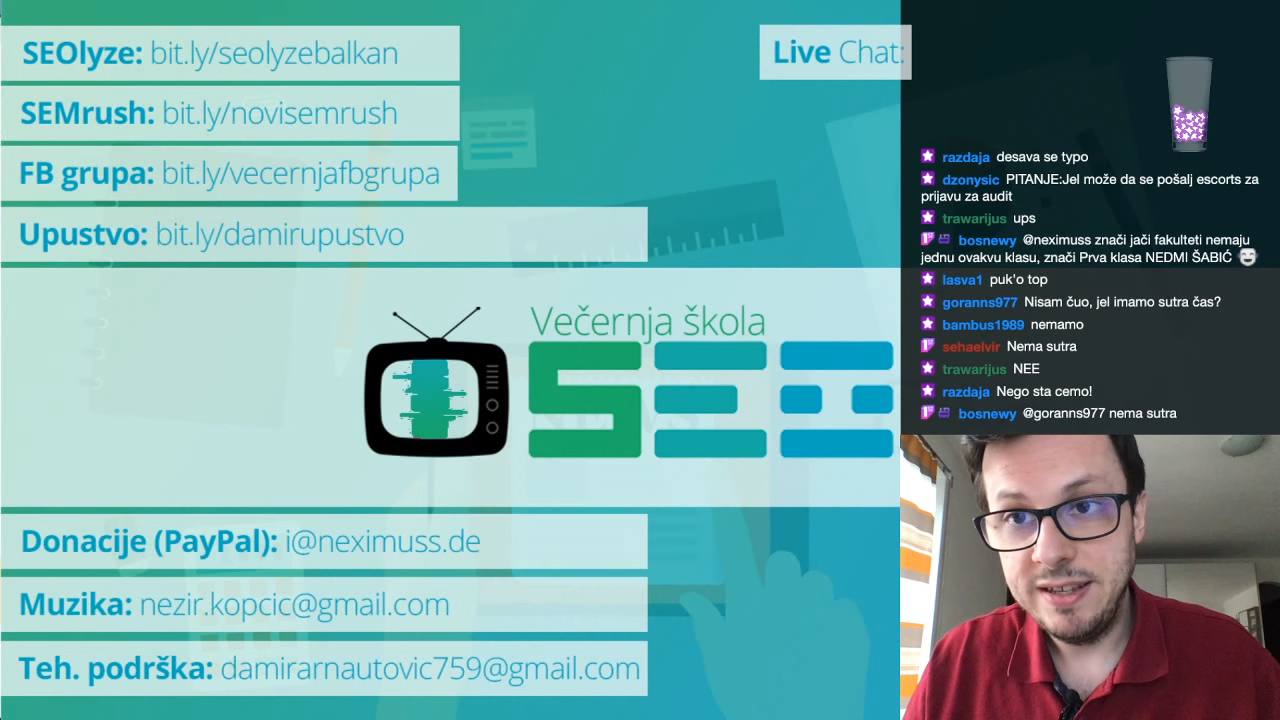 SEOlyze: bit.ly/seolyzebalkan
SEMrush: bit.ly/novisemrush
FB grupa: bit.ly/vecernjafbgrupa
Upustvo: bit.ly/damirupustvo
Večernja škola
SEO
NEWS
Donacije (PayPal): i@neximuss.de
Muzika: nezir.kopcic@gmail.com
Teh. podrška: damirarnautovic759@gmail.com
Live Chat:
razdaja desava se typo
dzonysic PITANJE:Jel može da se pošalj escorts za
prijavu za audit
trawarijus ups
bosnewy @neximuss znači jači fakulteti nemaju
jednu ovakvu klasu, znači Prva klasa NEDMI ŠABIĆ
lasva1 puk'o top
goranns977 Nisam čuo, jel imamo sutra čas?
bambus1989 nemamo
sehaelvir Nema sutra
trawarijus NEE
razdaja Nego sta cemo!
bosnewy @goranns977 nema sutra